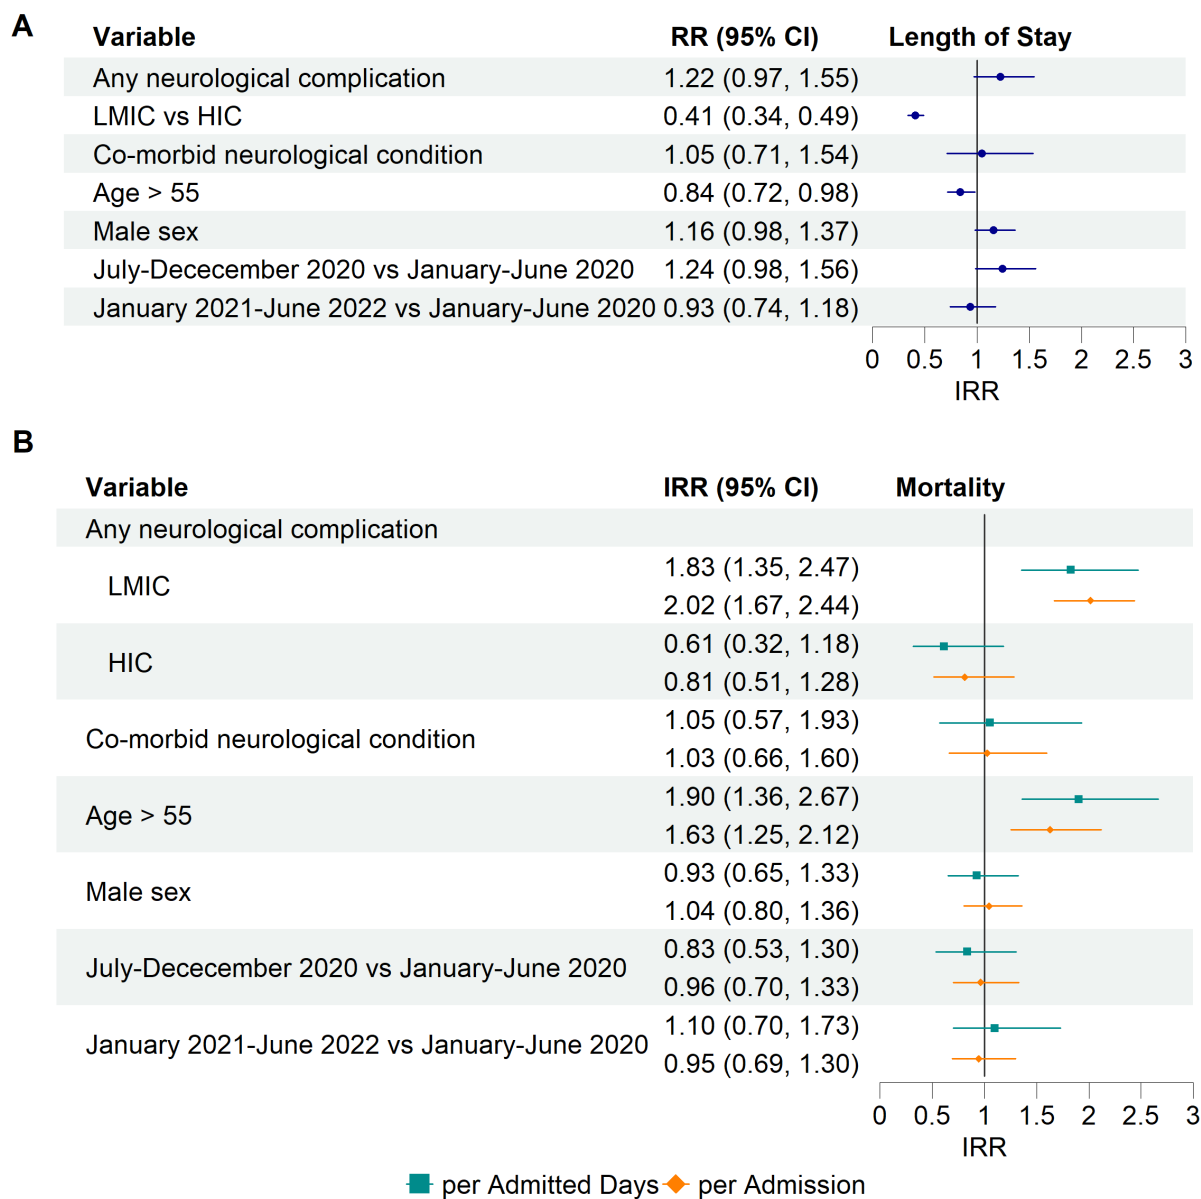 A
Variable RR (95% CI) Length of Stay
Any neurological complication 1.22 (0.97, 1.55)
LMIC vs HIC 0.41 (0.34, 0.49)
Co-morbid neurological condition 1.05 (0.71, 1.54)
Age > 55 0.84 (0.72, 0.98)
Male sex 1.16 (0.98, 1.37)
July-Dececember 2020 vs January-June 2020 1.24 (0.98, 1.56)
January 2021-June 2022 vs January-June 2020 0.93 (0.74, 1.18)
0 0.5 1 1.5 2 2.5 3
IRR
B
Variable IRR (95% CI) Mortality
Any neurological complication
LMIC
1.83 (1.35, 2.47)
2.02 (1.67, 2.44)
HIC
0.61 (0.32, 1.18)
0.81 (0.51, 1.28)
Co-morbid neurological condition
1.05 (0.57, 1.93)
1.03 (0.66, 1.60)
Age > 55
1.90 (1.36, 2.67)
1.63 (1.25, 2.12)
Male sex
0.93 (0.65, 1.33)
1.04 (0.80, 1.36)
July-Dececember 2020 vs January-June 2020
0.83 (0.53, 1.30)
0.96 (0.70, 1.33)
January 2021-June 2022 vs January-June 2020
1.10 (0.70, 1.73)
0.95 (0.69, 1.30)
0 0.5 1 1.5 2 2.5 3
IRR
per Admitted Days per Admission